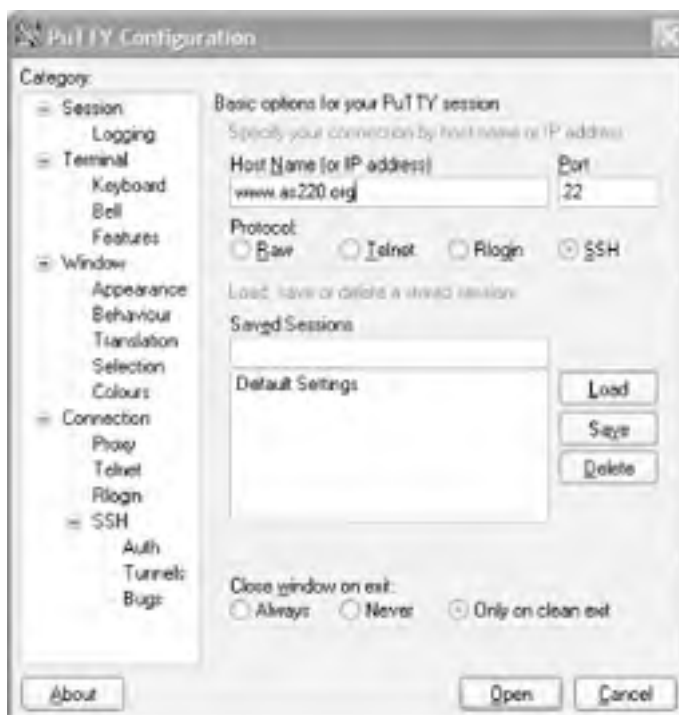 PuTTY Configuration
Category:
Session
Logging
Terminal
Keyboard
Bell
Features
Window
Appearance
Behaviour
Translation
Selection
Colours
Connection
Proxy
Telnet
Rlogin
SSH
Auth
Tunnels
Bugs
Basic options for your PuTTY session
Specify your connection by host name or IP address
Host Name (or IP address)
Port
www.as220.org
22
Protocol:
Raw Telnet Rlogin SSH
Load, save or delete a stored session
Saved Sessions
Default Settings
Load
Save
Delete
Close window on exit:
Always Never Only on clean exit
About
Open
Cancel